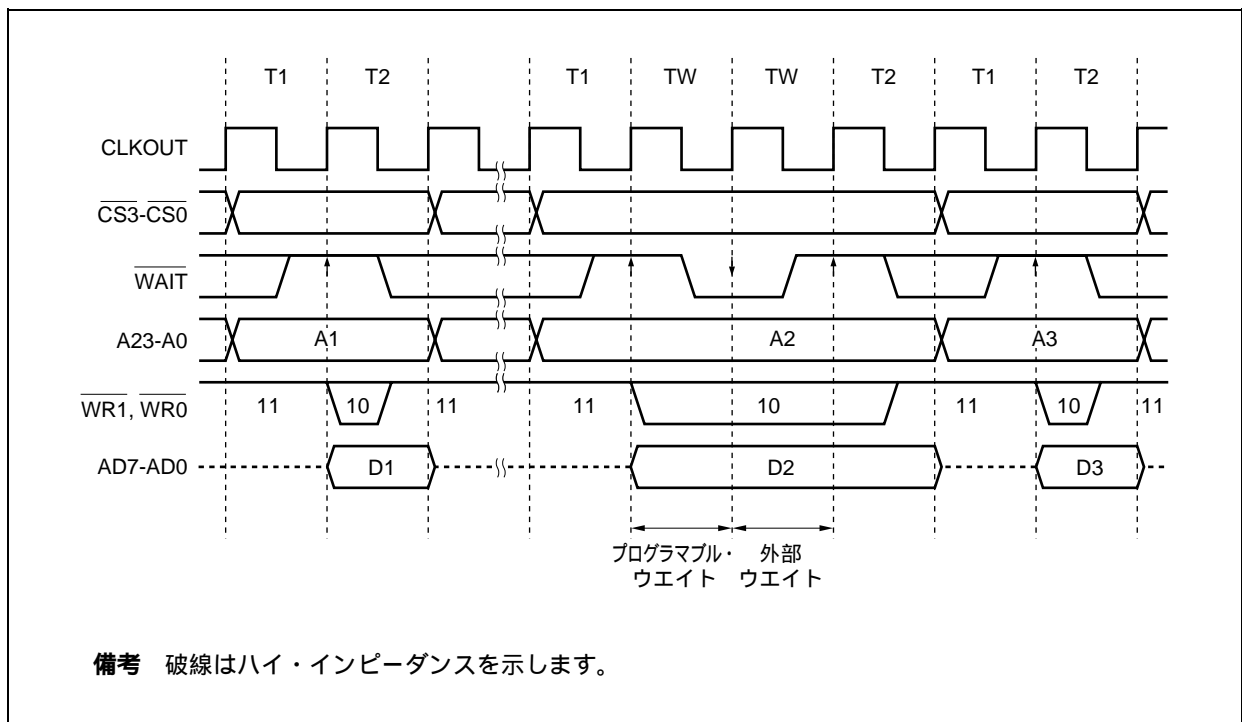 T1 T2 T1 TW TW T2 T1 T2
CLKOUT
CS3-CS0
WAIT
A23-A0 A1 A2 A3
WR1, WR0 11 10 11 11 10 11 10 11
AD7-AD0 D1 D2 D3
プログラマブル・ 外部
ウエイト ウエイト
備考 破線はハイ・インピーダンスを示します。